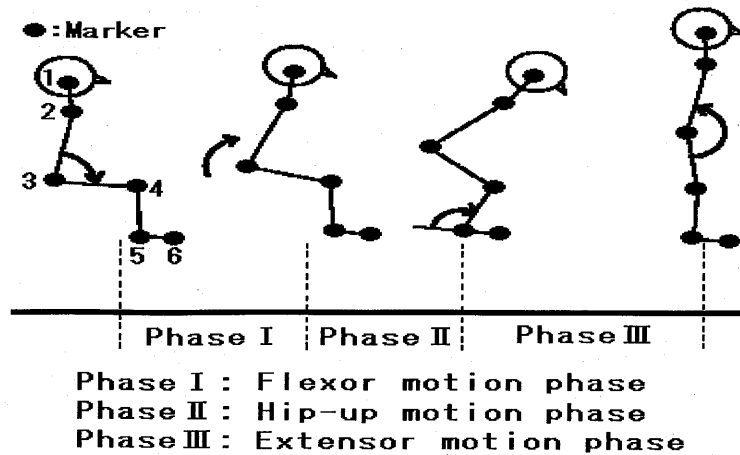 ●:Marker
1
2
3
4
5 6
Phase Ⅰ Phase Ⅱ Phase Ⅲ
Phase Ⅰ: Flexor motion phase
Phase Ⅱ: Hip-up motion phase
Phase Ⅲ: Extensor motion phase